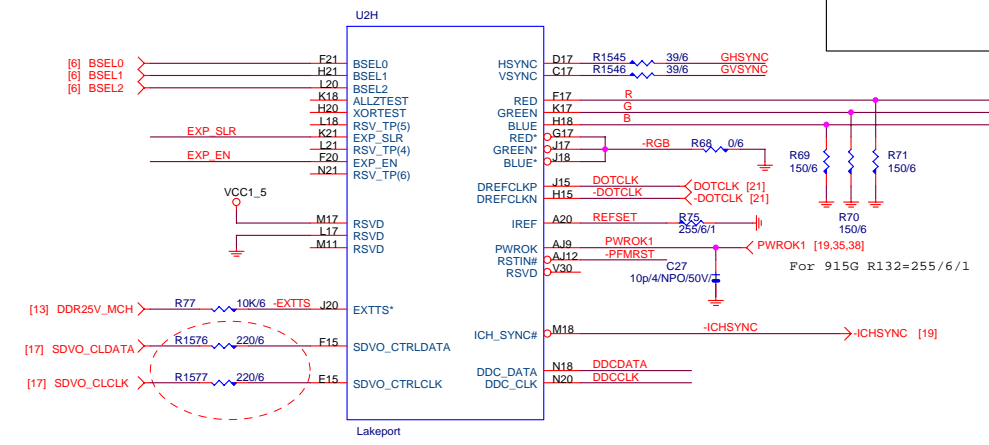 U2H
[6] BSEL0 F21 BSEL0 HSYNC D17 R1545 39/6 GHSYNC
[6] BSEL1 H21 BSEL1 VSYNC C17 R1546 39/6 GVSYNC
[6] BSEL2 L20 BSEL2
K18 ALLZTEST RED F17 R
H20 XORTEST GREEN K17 G
L18 RSV_TP(5) BLUE H18 B
EXP_SLR K21 EXP_SLR RED* G17
L21 RSV_TP(4) GREEN* J17 -RGB R68 0/6
EXP_EN F20 EXP_EN BLUE* J18
N21 RSV_TP(6)
R69 150/6
R71 150/6
R70 150/6
VCC1_5
DREFCLKP J15 DOTCLK DOTCLK [21]
DREFCLKN H15 -DOTCLK -DOTCLK [21]
M17 RSVD IREF A20 REFSET R75 255/6/1
L17 RSVD
M11 RSVD PWROK AJ9 PWROK1 PWROK1 [19,35,38]
RSTIN# AJ12 -PFMRST
RSVD V30
C27
10p/4/NPO/50V/
For 915G R132=255/6/1
[13] DDR25V_MCH R77 10K/6 -EXTTS J20 EXTTS*
ICH_SYNC# M18 -ICHSYNC -ICHSYNC [19]
[17] SDVO_CLDATA R1576 220/6 F15 SDVO_CTRLDATA
DDC_DATA N18 DDCDATA
[17] SDVO_CLCLK R1577 220/6 E15 SDVO_CTRLCLK DDC_CLK N20 DDCCLK
Lakeport